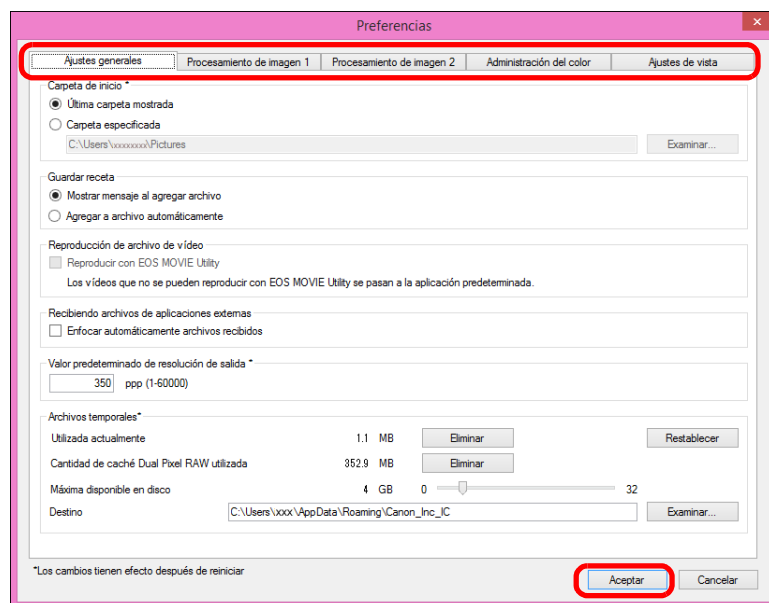 Preferencias
Ajustes generales Procesamiento de imagen 1 Procesamiento de imagen 2 Administración del color Ajustes de vista
Carpeta de inicio *
Última carpeta mostrada
Carpeta especificada
C:\Users\xxxxxxxx\Pictures Examinar...
Guardar receta
Mostrar mensaje al agregar archivo
Agregar a archivo automáticamente
Reproducción de archivo de vídeo
Reproducir con EOS MOVIE Utility
Los vídeos que no se pueden reproducir con EOS MOVIE Utility se pasan a la aplicación predeterminada.
Recibiendo archivos de aplicaciones externas
Enfocar automáticamente archivos recibidos
Valor predeterminado de resolución de salida *
350 ppp (1-60000)
Archivos temporales*
Utilizada actualmente 1.1 MB Eliminar Restablecer
Cantidad de caché Dual Pixel RAW utilizada 352.9 MB Eliminar
Máxima disponible en disco 4 GB 0 32
Destino C:\Users\xxx\AppData\Roaming\Canon_Inc_IC Examinar...
*Los cambios tienen efecto después de reiniciar
Aceptar Cancelar